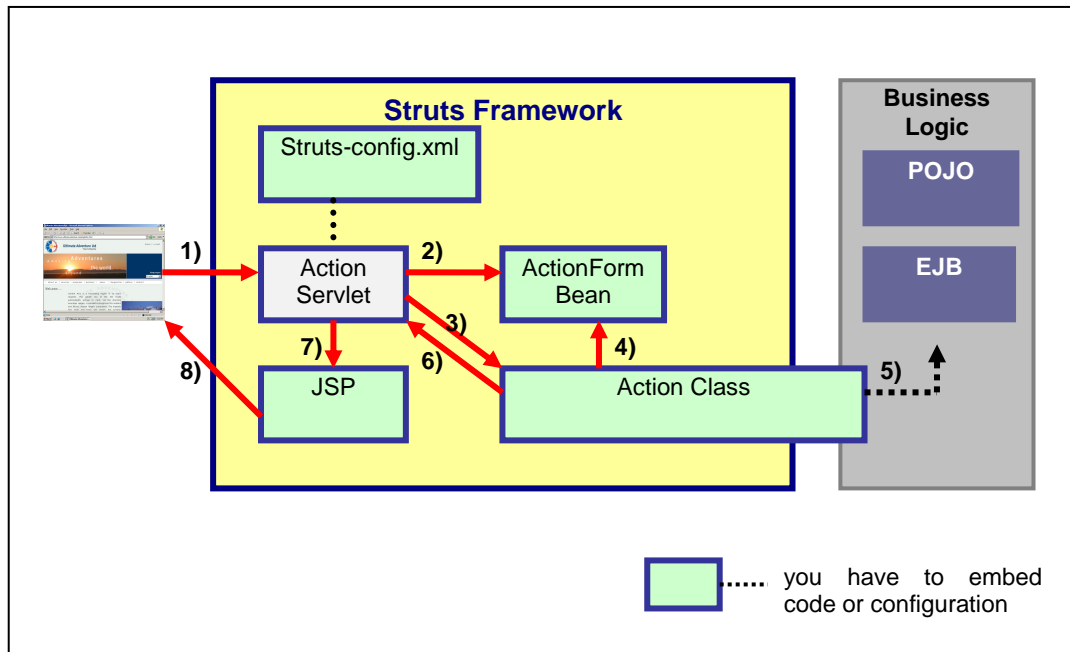 Struts Framework
Business
Logic
Struts-config.xml
POJO
1)
Action
Servlet
2)
ActionForm
Bean
EJB
3)
7)
6)
4)
8)
JSP
Action Class
5)
you have to embed
code or configuration